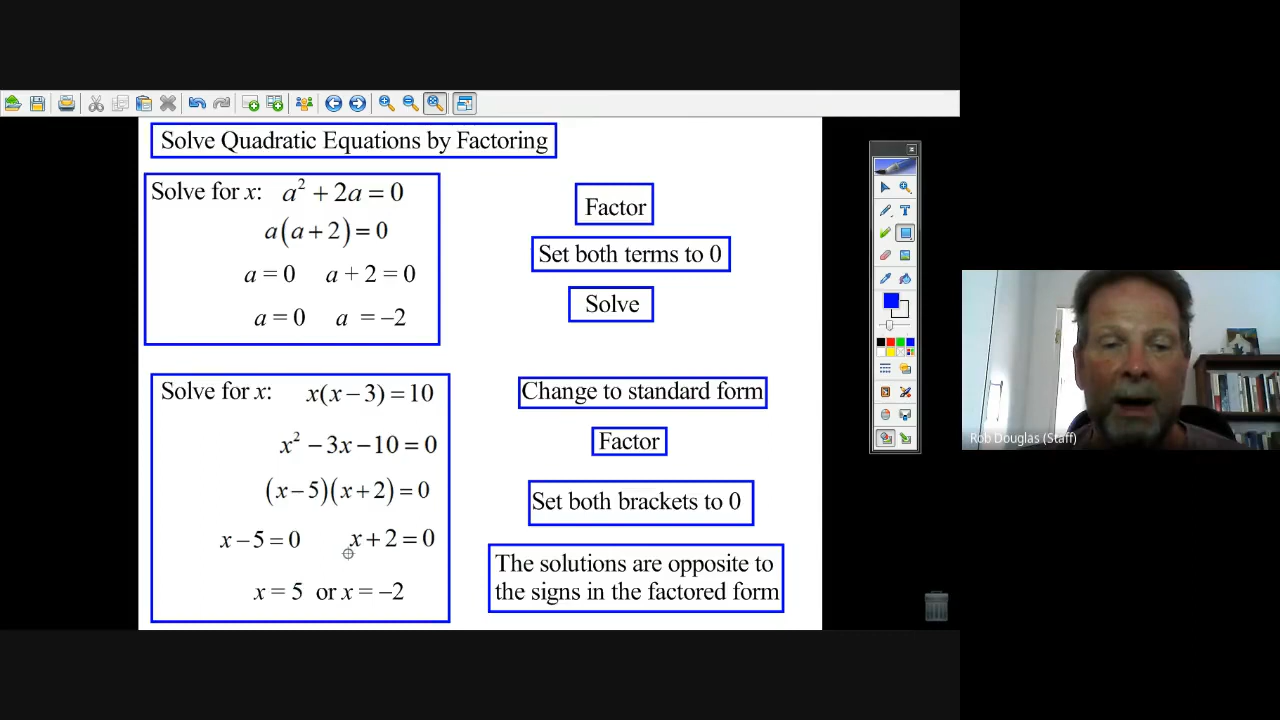 Solve Quadratic Equations by Factoring
Solve for x: a² + 2a = 0
a(a + 2) = 0
a = 0 a + 2 = 0
a = 0 a = –2
Factor
Set both terms to 0
Solve
Solve for x: x(x – 3) = 10
x² – 3x – 10 = 0
(x – 5)(x + 2) = 0
x – 5 = 0 x + 2 = 0
x = 5 or x = –2
Change to standard form
Factor
Set both brackets to 0
The solutions are opposite to
the signs in the factored form
Rob Douglas (Staff)